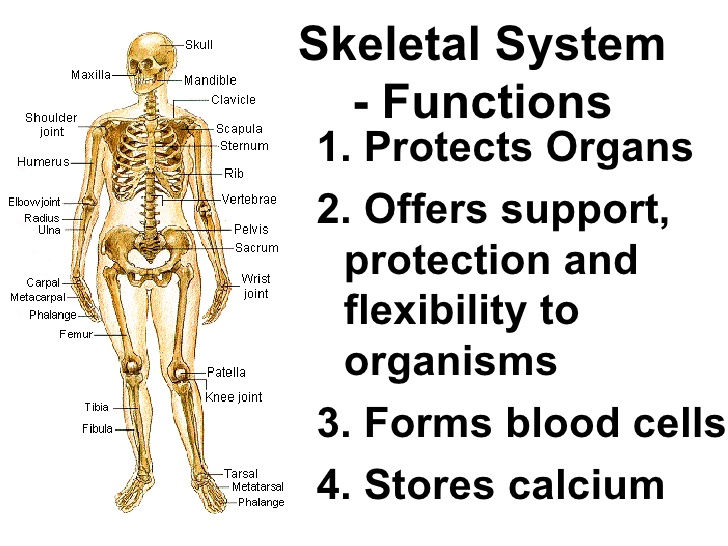 Skeletal System
- Functions
1. Protects Organs
2. Offers support,
protection and
flexibility to
organisms
3. Forms blood cells
4. Stores calcium
Skull
Maxilla
Mandible
Clavicle
Shoulder
joint
Scapula
Sternum
Humerus
Rib
Elbow joint
Vertebrae
Radius
Ulna
Pelvis
Sacrum
Carpal
Wrist
joint
Metacarpal
Phalange
Femur
Patella
Knee joint
Tibia
Fibula
Tarsal
Metatarsal
Phalange